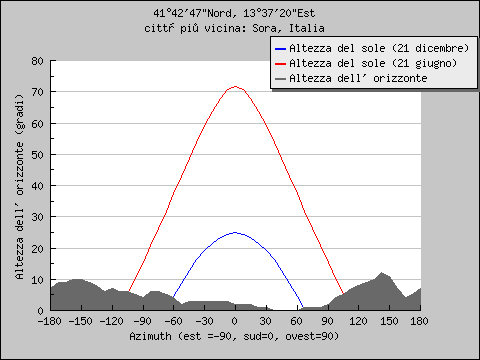 41°42'47"Nord, 13°37'20"Est
cittŕ piů vicina: Sora, Italia
Altezza del sole (21 dicembre)
Altezza del sole (21 giugno)
Altezza dell' orizzonte
Altezza dell' orizzonte (gradi)
80
70
60
50
40
30
20
10
0
-180 -150 -120 -90 -60 -30 0 30 60 90 120 150 180
Azimuth (est =-90, sud=0, ovest=90)